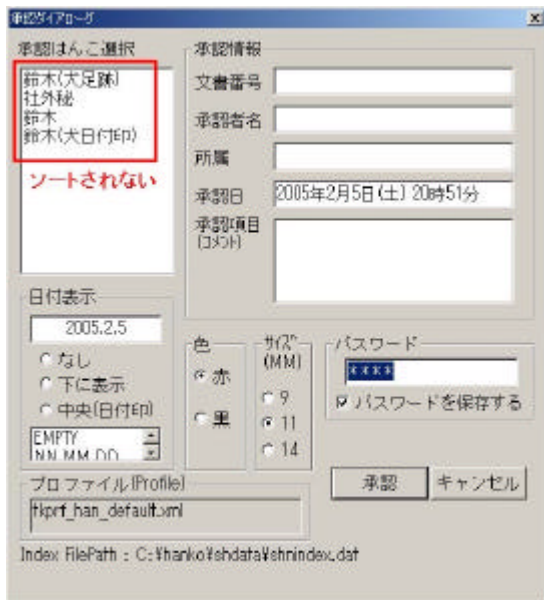 承認ダイアローグ
承認はんこ選択
鈴木(犬足跡)
社外秘
鈴木
鈴木(犬日付印)
ソートされない
承認情報
文書番号
承認者名
所属
承認日
2005年2月5日(土) 20時51分
承認項目
(コメント)
日付表示
2005.2.5
なし
下に表示
中央(日付印)
EMPTY
NN.MM.DD
色
赤
黒
サイズ
(MM)
9
11
14
パスワード
****
パスワードを保存する
承認
キャンセル
プロファイル(Profile)
tkprf_han_default.xml
Index FilePath : C:¥hanko¥shdata¥shnindex.dat